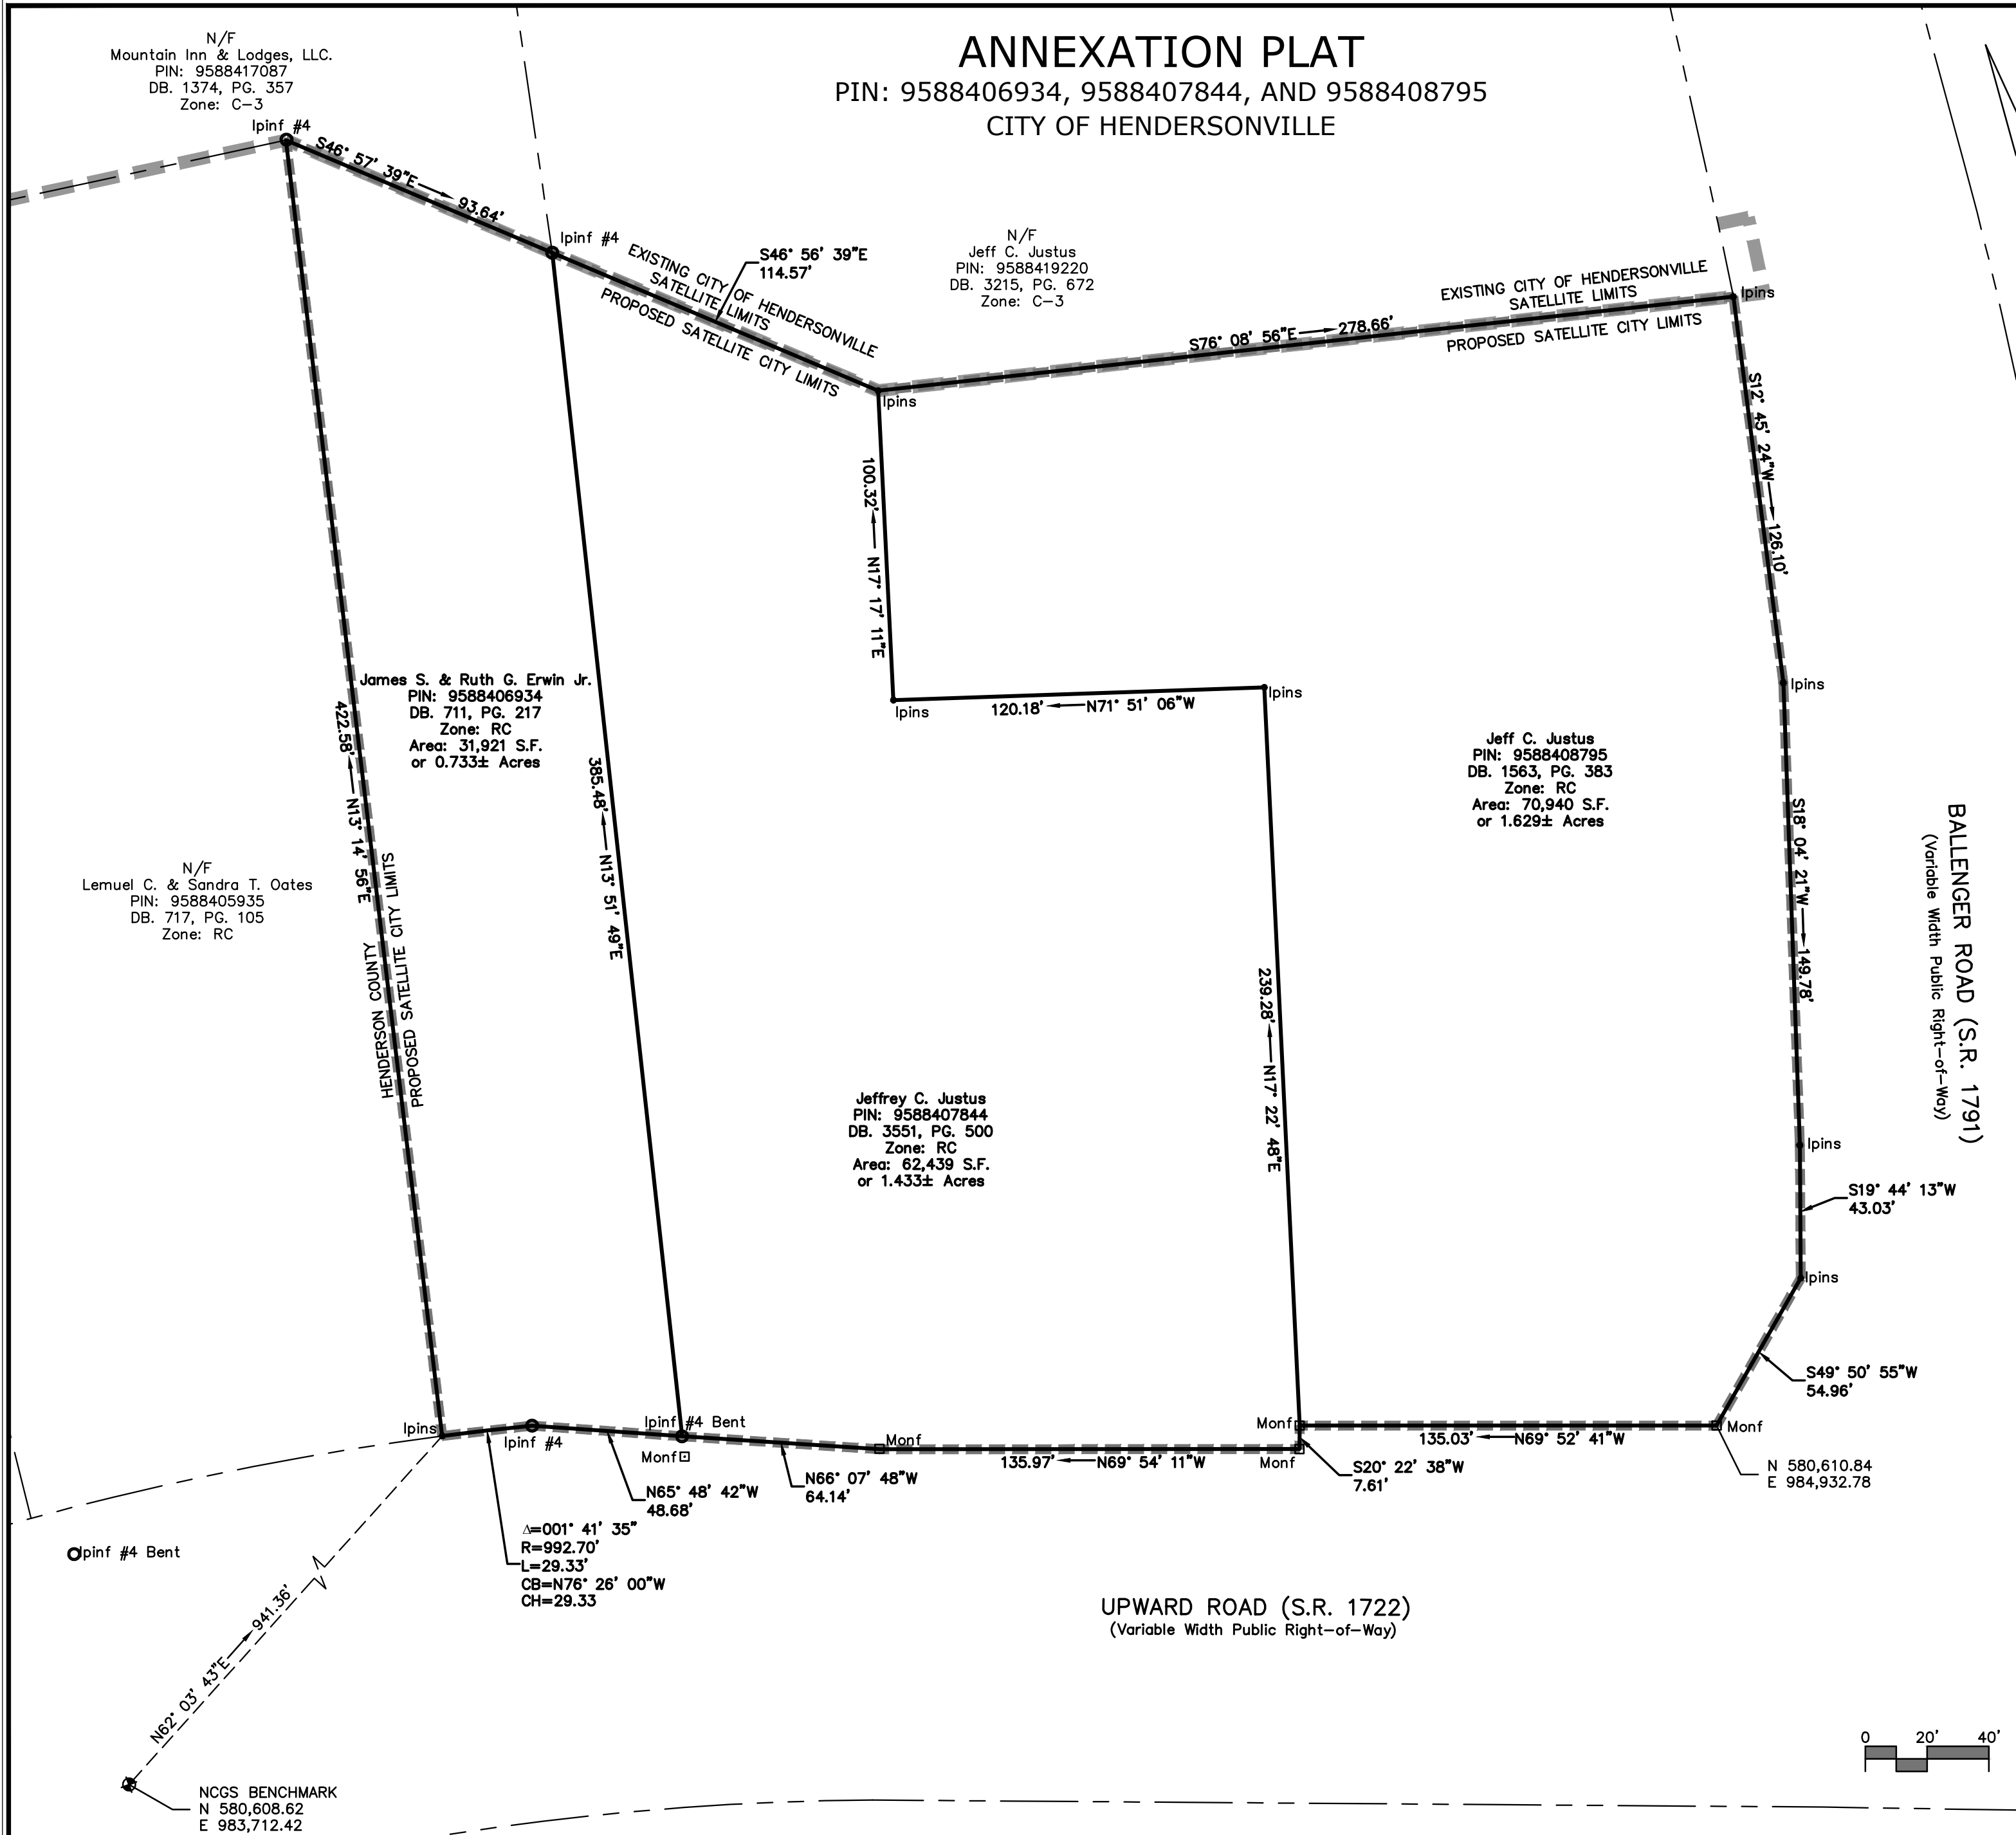 ANNEXATION PLAT
PIN: 9588406934, 9588407844, AND 9588408795
CITY OF HENDERSONVILLE
N/F
Mountain Inn & Lodges, LLC.
PIN: 9588417087
DB. 1374, PG. 357
Zone: C-3
Ipinf #4
S46° 57' 39"E
93.64'
Ipinf #4
EXISTING CITY OF HENDERSONVILLE
SATELLITE LIMITS
PROPOSED SATELLITE CITY LIMITS
S46° 56' 39"E
114.57'
N/F
Jeff C. Justus
PIN: 9588419220
DB. 3215, PG. 672
Zone: C-3
EXISTING CITY OF HENDERSONVILLE
SATELLITE LIMITS
PROPOSED SATELLITE CITY LIMITS
Ipins
S76° 08' 56"E 278.66'
Ipins
S12° 45' 24"W 126.10'
100.32' N17° 17' 11"E
Ipins
120.18' N71° 51' 06"W
Ipins
Ipins
James S. & Ruth G. Erwin Jr.
PIN: 9588406934
DB. 711, PG. 217
Zone: RC
Area: 31,921 S.F.
or 0.733± Acres
422.58' N13° 14' 56"E
385.48' N13° 51' 49"E
Jeff C. Justus
PIN: 9588408795
DB. 1563, PG. 383
Zone: RC
Area: 70,940 S.F.
or 1.629± Acres
S18° 04' 21"W 149.78'
BALLENGER ROAD (S.R. 1791)
(Variable Width Public Right-of-Way)
N/F
Lemuel C. & Sandra T. Oates
PIN: 9588405935
DB. 717, PG. 105
Zone: RC
HENDERSON COUNTY
PROPOSED SATELLITE CITY LIMITS
239.28' N17° 22' 48"E
Jeffrey C. Justus
PIN: 9588407844
DB. 3551, PG. 500
Zone: RC
Area: 62,439 S.F.
or 1.433± Acres
Ipins
S19° 44' 13"W
43.03'
Ipins
S49° 50' 55"W
54.96'
Ipins
Ipinf #4
Ipinf #4 Bent
Monf
Monf
Monf
Monf
Monf
135.03' N69° 52' 41"W
135.97' N69° 54' 11"W
S20° 22' 38"W
7.61'
N 580,610.84
E 984,932.78
N66° 07' 48"W
64.14'
N65° 48' 42"W
48.68'
Δ=001° 41' 35"
R=992.70'
L=29.33'
CB=N76° 26' 00"W
CH=29.33
Ipinf #4 Bent
N62° 03' 43"E 941.36'
UPWARD ROAD (S.R. 1722)
(Variable Width Public Right-of-Way)
0 20' 40'
NCGS BENCHMARK
N 580,608.62
E 983,712.42